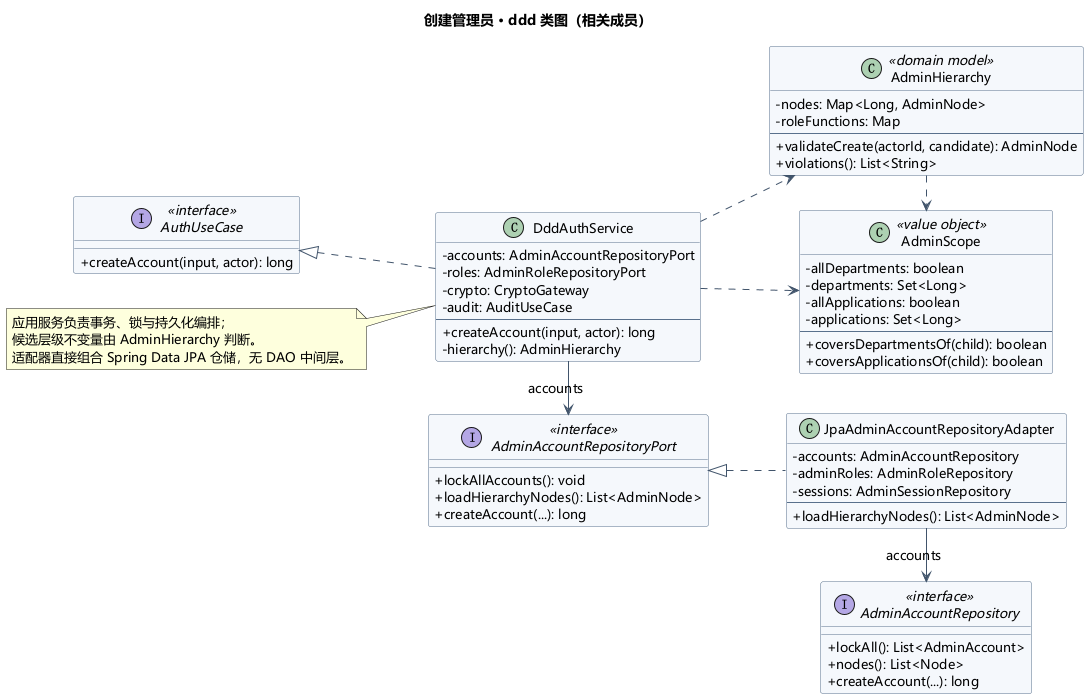 创建管理员 • ddd 类图（相关成员）
C
«domain model»
AdminHierarchy
-nodes: Map<Long, AdminNode>
-roleFunctions: Map
+validateCreate(actorId, candidate): AdminNode
+violations(): List<String>
I
«interface»
AuthUseCase
+createAccount(input, actor): long
C
DddAuthService
-accounts: AdminAccountRepositoryPort
-roles: AdminRoleRepositoryPort
-crypto: CryptoGateway
-audit: AuditUseCase
+createAccount(input, actor): long
-hierarchy(): AdminHierarchy
C
«value object»
AdminScope
-allDepartments: boolean
-departments: Set<Long>
-allApplications: boolean
-applications: Set<Long>
+coversDepartmentsOf(child): boolean
+coversApplicationsOf(child): boolean
应用服务负责事务、锁与持久化编排；
候选层级不变量由 AdminHierarchy 判断。
适配器直接组合 Spring Data JPA 仓储，无 DAO 中间层。
accounts
I
«interface»
AdminAccountRepositoryPort
+lockAllAccounts(): void
+loadHierarchyNodes(): List<AdminNode>
+createAccount(...): long
C
JpaAdminAccountRepositoryAdapter
-accounts: AdminAccountRepository
-adminRoles: AdminRoleRepository
-sessions: AdminSessionRepository
+loadHierarchyNodes(): List<AdminNode>
accounts
I
«interface»
AdminAccountRepository
+lockAll(): List<AdminAccount>
+nodes(): List<Node>
+createAccount(...): long